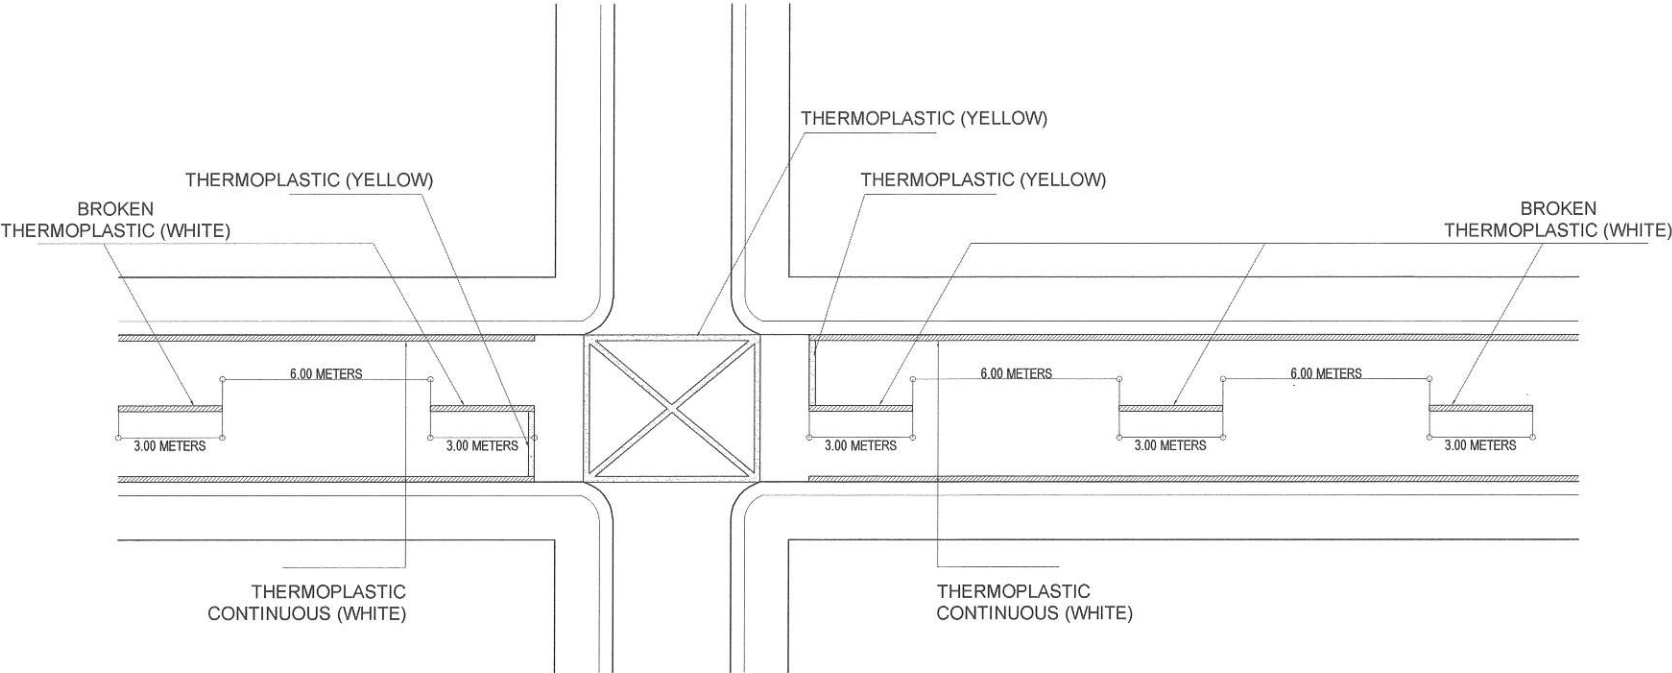 THERMOPLASTIC (YELLOW)
THERMOPLASTIC (YELLOW)
THERMOPLASTIC (YELLOW)
BROKEN
THERMOPLASTIC (WHITE)
BROKEN
THERMOPLASTIC (WHITE)
6.00 METERS
6.00 METERS
6.00 METERS
3.00 METERS
3.00 METERS
3.00 METERS
3.00 METERS
3.00 METERS
THERMOPLASTIC
CONTINUOUS (WHITE)
THERMOPLASTIC
CONTINUOUS (WHITE)